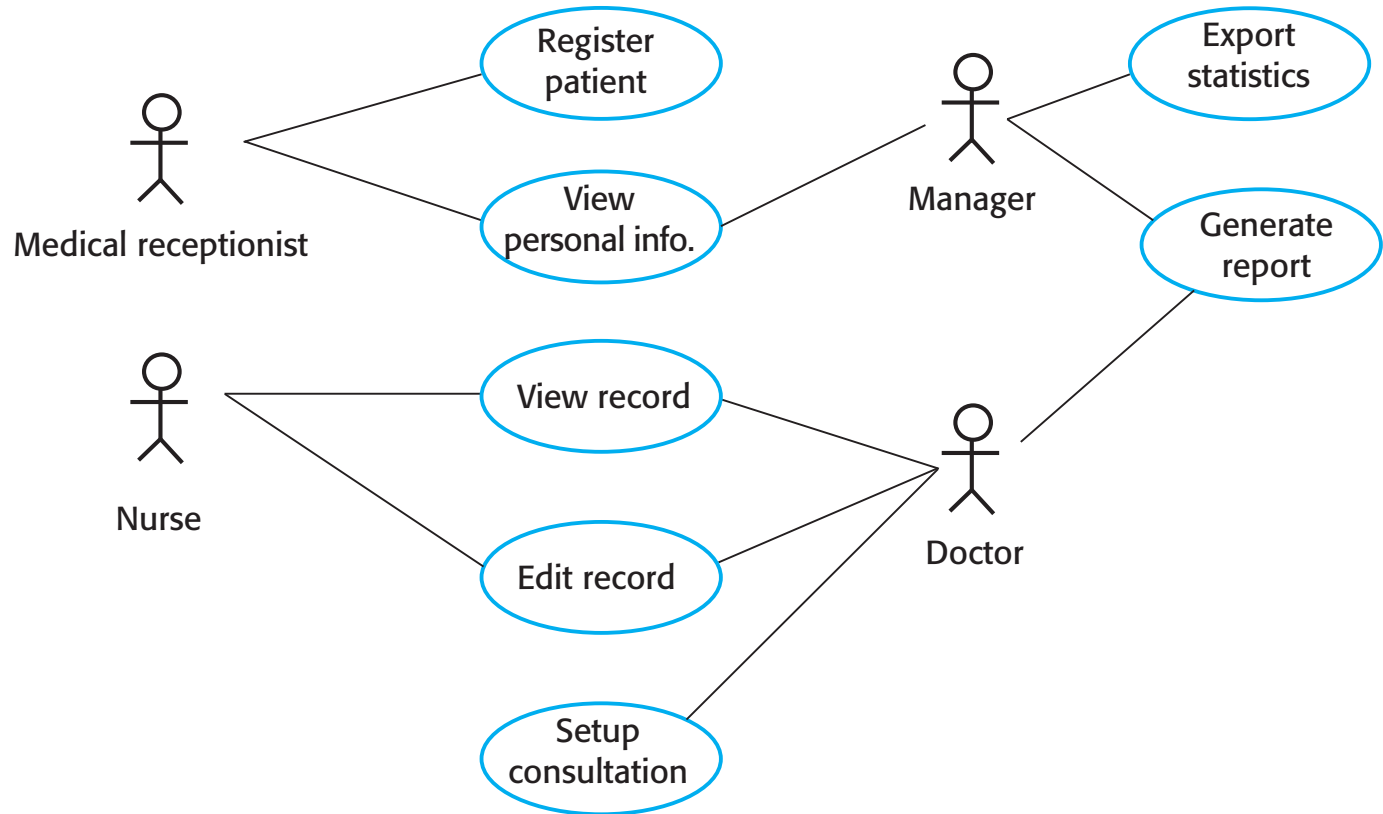 Register
patient
Export
statistics
Medical receptionist
View
personal info.
Manager
Generate
report
Nurse
View record
Edit record
Doctor
Setup
consultation